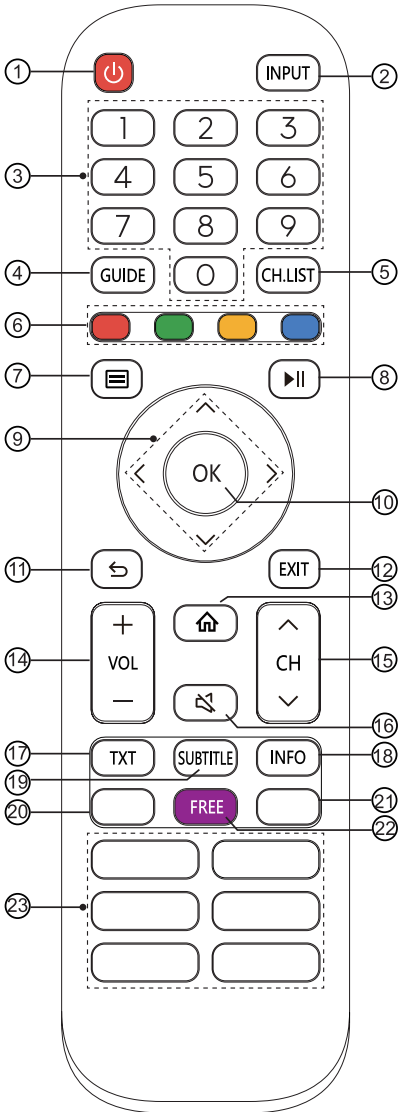 ① INPUT ②
1 2 3
③ 4 5 6
7 8 9
④ GUIDE 0 CH.LIST ⑤
⑥
⑦ ⑧
⑨
OK
⑩
⑪ EXIT ⑫
⑬
+
⑭ VOL CH ⑮
−
⑯
⑰ TXT SUBTITLE INFO ⑱
⑲
⑳ FREE ㉑
㉒
㉓